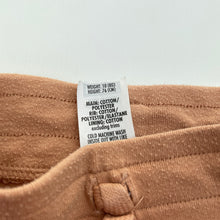 WEIGHT: 10 (KG)
HEIGHT: 74 (CM)
MAIN: COTTON/
POLYESTER
RIB: COTTON/
POLYESTER/ELASTANE
LINING: COTTON
excluding trims
COLD MACHINE WASH
INSIDE OUT WITH LIKE